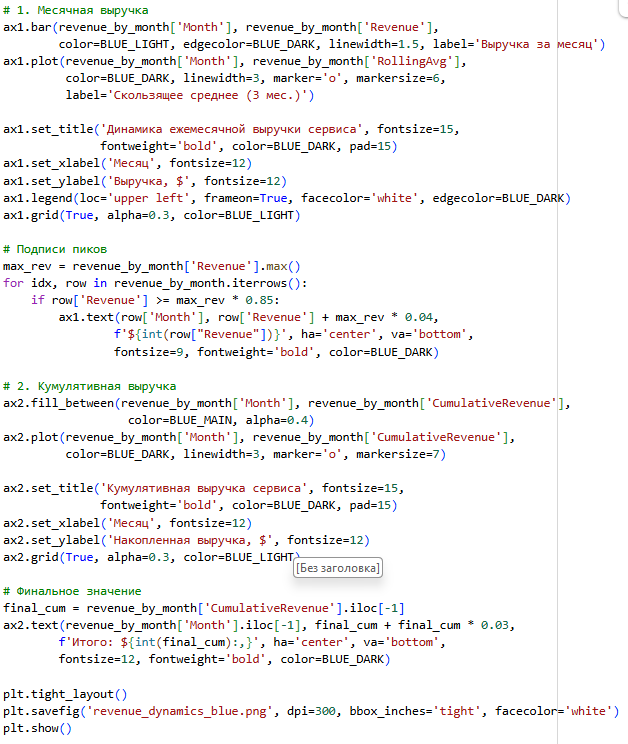 # 1. Месячная выручка
ax1.bar(revenue_by_month['Month'], revenue_by_month['Revenue'],
        color=BLUE_LIGHT, edgecolor=BLUE_DARK, linewidth=1.5, label='Выручка за месяц')
ax1.plot(revenue_by_month['Month'], revenue_by_month['RollingAvg'],
         color=BLUE_DARK, linewidth=3, marker='o', markersize=6,
         label='Скользящее среднее (3 мес.)')

ax1.set_title('Динамика ежемесячной выручки сервиса', fontsize=15,
              fontweight='bold', color=BLUE_DARK, pad=15)
ax1.set_xlabel('Месяц', fontsize=12)
ax1.set_ylabel('Выручка, $', fontsize=12)
ax1.legend(loc='upper left', frameon=True, facecolor='white', edgecolor=BLUE_DARK)
ax1.grid(True, alpha=0.3, color=BLUE_LIGHT)

# Подписи пиков
max_rev = revenue_by_month['Revenue'].max()
for idx, row in revenue_by_month.iterrows():
    if row['Revenue'] >= max_rev * 0.85:
        ax1.text(row['Month'], row['Revenue'] + max_rev * 0.04,
                f'${int(row["Revenue"])}', ha='center', va='bottom',
                fontsize=9, fontweight='bold', color=BLUE_DARK)

# 2. Кумулятивная выручка
ax2.fill_between(revenue_by_month['Month'], revenue_by_month['CumulativeRevenue'],
                  color=BLUE_MAIN, alpha=0.4)
ax2.plot(revenue_by_month['Month'], revenue_by_month['CumulativeRevenue'],
         color=BLUE_DARK, linewidth=3, marker='o', markersize=7)

ax2.set_title('Кумулятивная выручка сервиса', fontsize=15,
              fontweight='bold', color=BLUE_DARK, pad=15)
ax2.set_xlabel('Месяц', fontsize=12)
ax2.set_ylabel('Накопленная выручка, $', fontsize=12)
ax2.grid(True, alpha=0.3, color=BLUE_LIGHT)
[Без заголовка]

# Финальное значение
final_cum = revenue_by_month['CumulativeRevenue'].iloc[-1]
ax2.text(revenue_by_month['Month'].iloc[-1], final_cum + final_cum * 0.03,
        f'Итого: ${int(final_cum):,}', ha='center', va='bottom',
        fontsize=12, fontweight='bold', color=BLUE_DARK)

plt.tight_layout()
plt.savefig('revenue_dynamics_blue.png', dpi=300, bbox_inches='tight', facecolor='white')
plt.show()